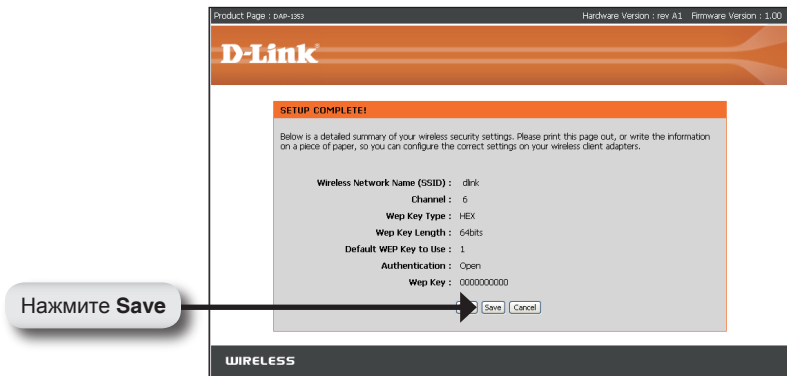 Product Page : DAP-1353 Hardware Version : rev A1 Firmware Version : 1.00
D-Link
SETUP COMPLETE!
Below is a detailed summary of your wireless security settings. Please print this page out, or write the information
on a piece of paper, so you can configure the correct settings on your wireless client adapters.
Wireless Network Name (SSID) : dlink
Channel : 6
Wep Key Type : HEX
Wep Key Length : 64bits
Default WEP Key to Use : 1
Authentication : Open
Wep Key : 0000000000
Нажмите Save
Save Cancel
WIRELESS